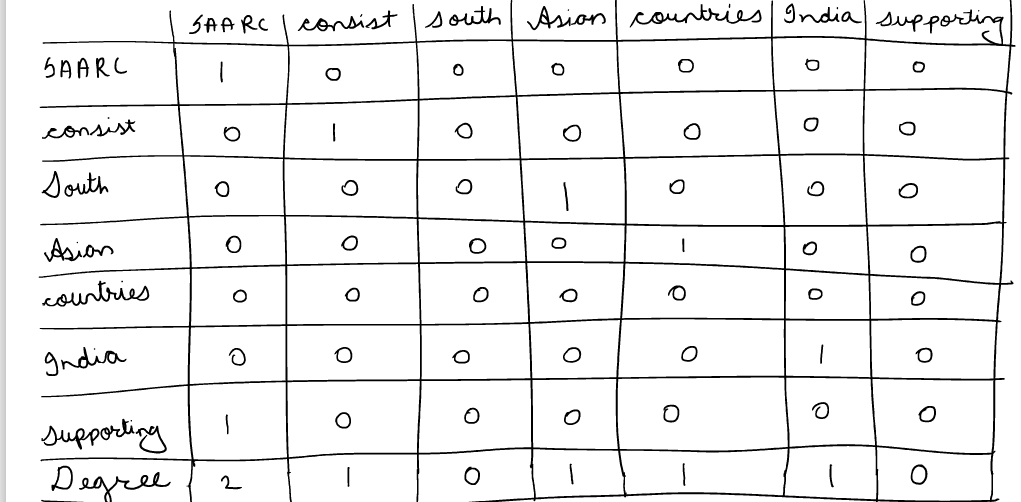 SAARC consist South Asian countries India supporting
SAARC 1 0 0 0 0 0 0
consist 0 1 0 0 0 0 0
South 0 0 0 1 0 0 0
Asian 0 0 0 0 1 0 0
countries 0 0 0 0 0 0 0
India 0 0 0 0 0 1 0
supporting 1 0 0 0 0 0 0
Degree 2 1 0 1 1 1 0